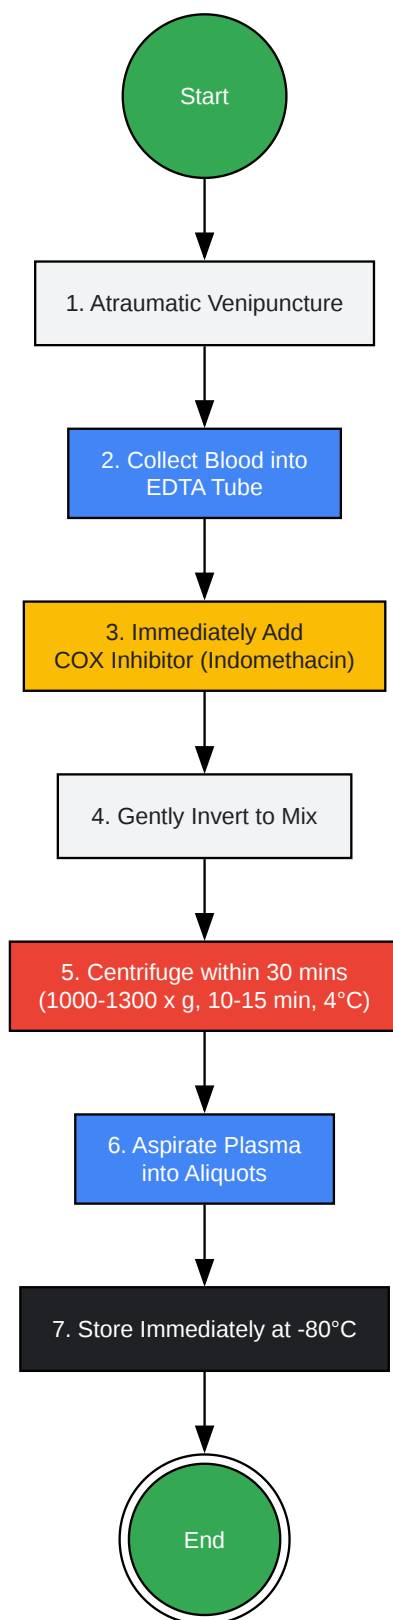 Start
1. Atraumatic Venipuncture
2. Collect Blood into
EDTA Tube
3. Immediately Add
COX Inhibitor (Indomethacin)
4. Gently Invert to Mix
5. Centrifuge within 30 mins
(1000-1300 x g, 10-15 min, 4°C)
6. Aspirate Plasma
into Aliquots
7. Store Immediately at -80°C
End